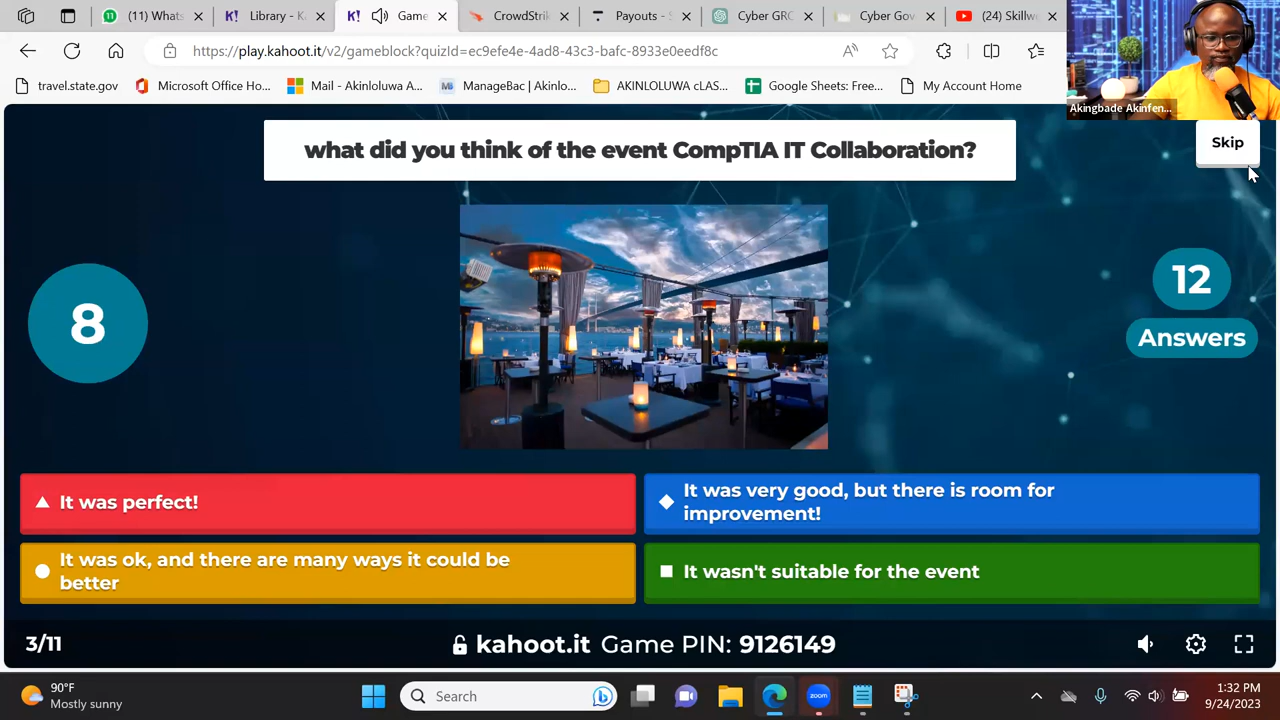 (11) Whats
Library - K
Game
CrowdStrik
Payouts - S
Cyber GRC
Cyber Gov
(24) Skillwe
https://play.kahoot.it/v2/gameblock?quizId=ec9efe4e-4ad8-43c3-bafc-8933e0eedf8c
travel.state.gov
Microsoft Office Ho...
Mail - Akinloluwa A...
ManageBac | Akinlo...
AKINLOLUWA cLAS...
Google Sheets: Free...
My Account Home
Akingbade Akinfen...
what did you think of the event CompTIA IT Collaboration?
Skip
8
12
Answers
It was perfect!
It was very good, but there is room for
improvement!
It was ok, and there are many ways it could be
better
It wasn't suitable for the event
3/11
kahoot.it Game PIN: 9126149
90°F
Mostly sunny
Search
zoom
1:32 PM
9/24/2023